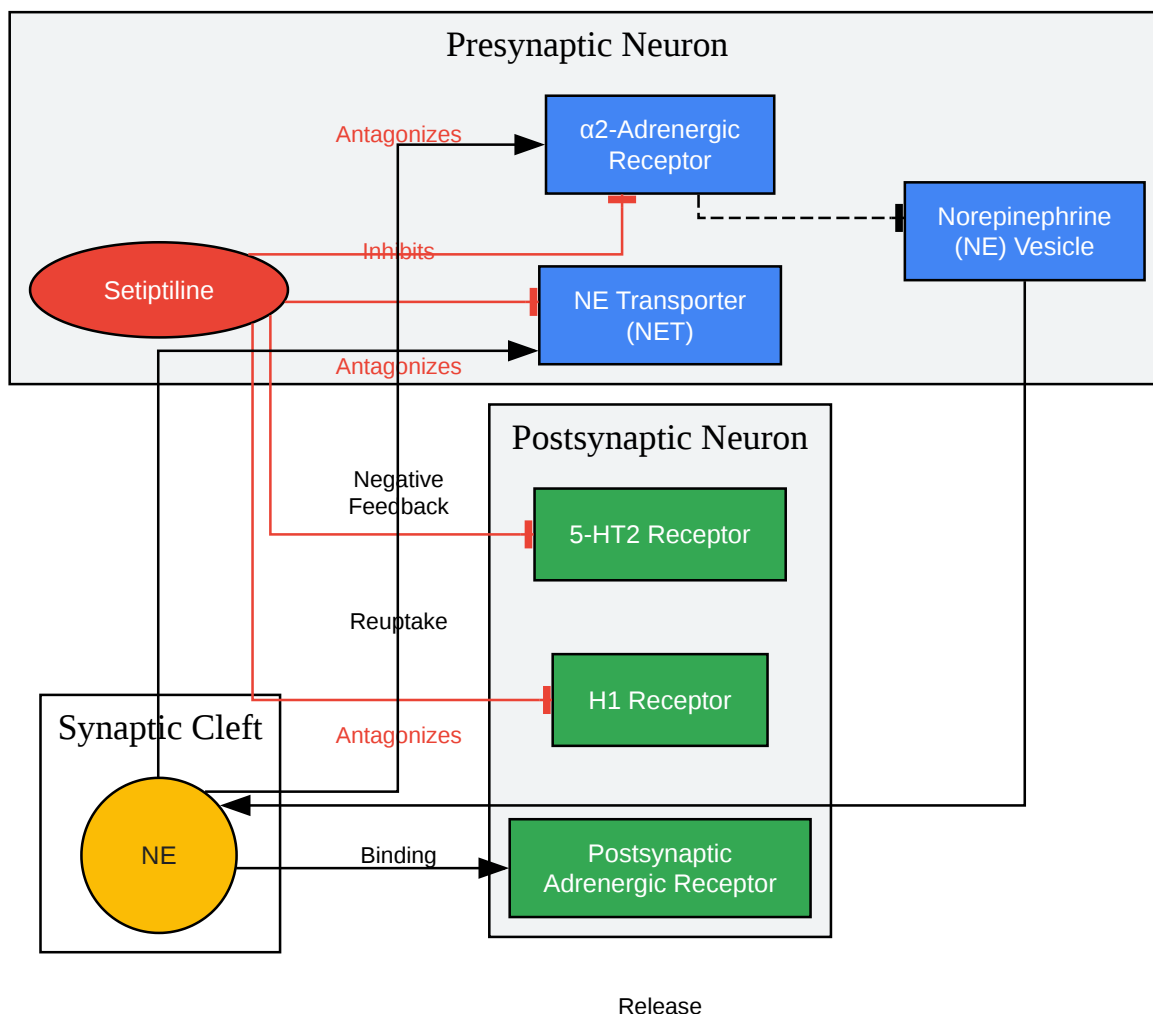 Presynaptic Neuron
Antagonizes
α2-Adrenergic
Receptor
Norepinephrine
(NE) Vesicle
Inhibits
Setiptiline
NE Transporter
(NET)
Antagonizes
Postsynaptic Neuron
Negative
Feedback
5-HT2 Receptor
Reuptake
H1 Receptor
Synaptic Cleft
Antagonizes
NE
Binding
Postsynaptic
Adrenergic Receptor
Release